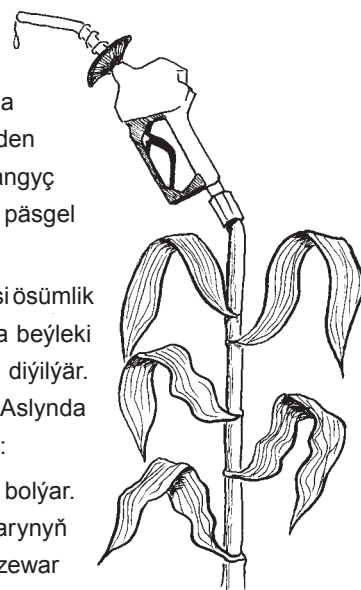 a
den
angyç
päsgel
si ösümlik
a beýleki
diýilýär.
Aslynda
:
bolýar.
arynyň
zewar